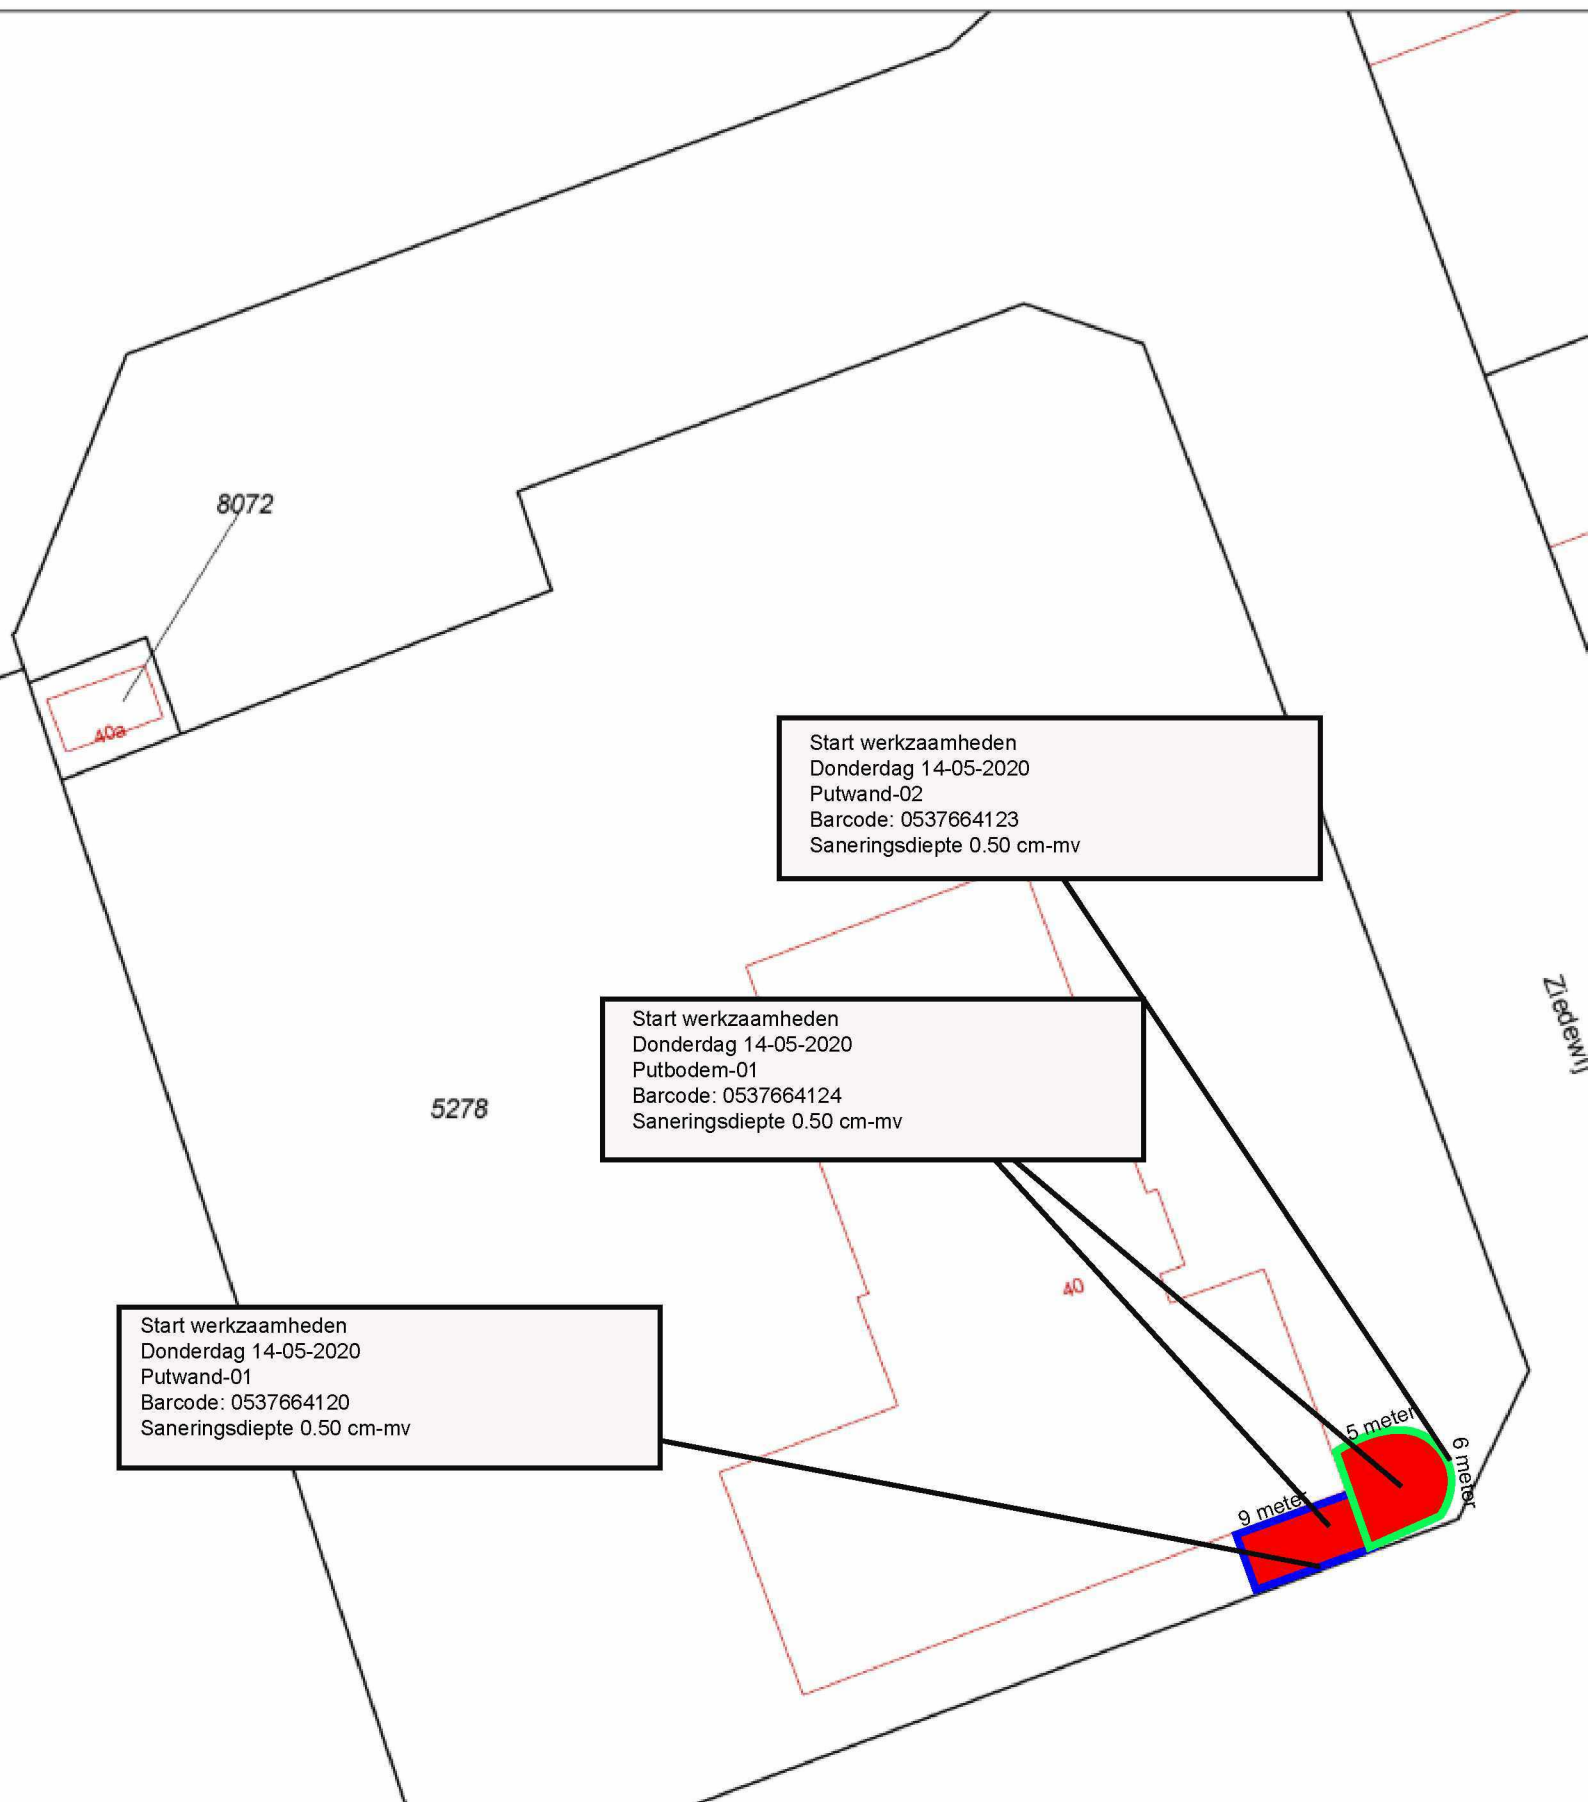 8072
40a
Start werkzaamheden
Donderdag 14-05-2020
Putwand-02
Barcode: 0537664123
Saneringsdiepte 0.50 cm-mv
Ziedewij
Start werkzaamheden
Donderdag 14-05-2020
Putbodem-01
Barcode: 0537664124
Saneringsdiepte 0.50 cm-mv
5278
40
Start werkzaamheden
Donderdag 14-05-2020
Putwand-01
Barcode: 0537664120
Saneringsdiepte 0.50 cm-mv
5 meter
6 meter
9 meter